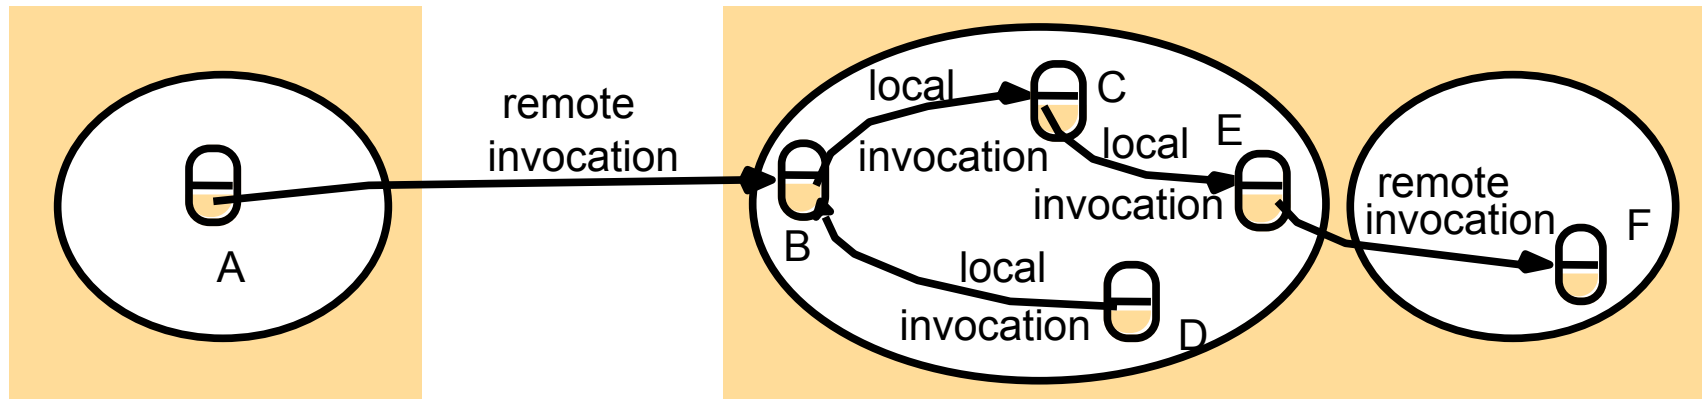 remote
invocation
A
B
local
invocation
C
local
invocation
E
local
invocation
D
remote
invocation
F